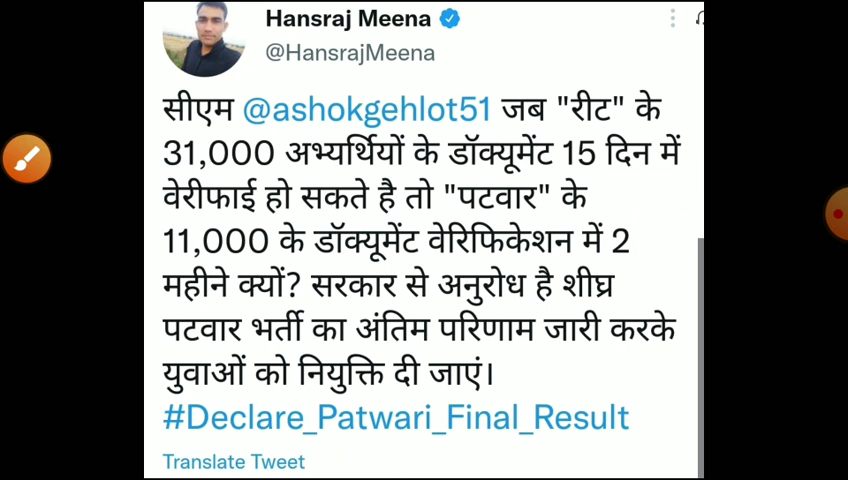 Hansraj Meena
@HansrajMeena
सीएम @ashokgehlot51 जब "रीट" के
31,000 अभ्यर्थियों के डॉक्यूमेंट 15 दिन में
वेरीफाई हो सकते है तो "पटवार" के
11,000 के डॉक्यूमेंट वेरिफिकेशन में 2
महीने क्यों? सरकार से अनुरोध है शीघ्र
पटवार भर्ती का अंतिम परिणाम जारी करके
युवाओं को नियुक्ति दी जाएं।
#Declare_Patwari_Final_Result
Translate Tweet